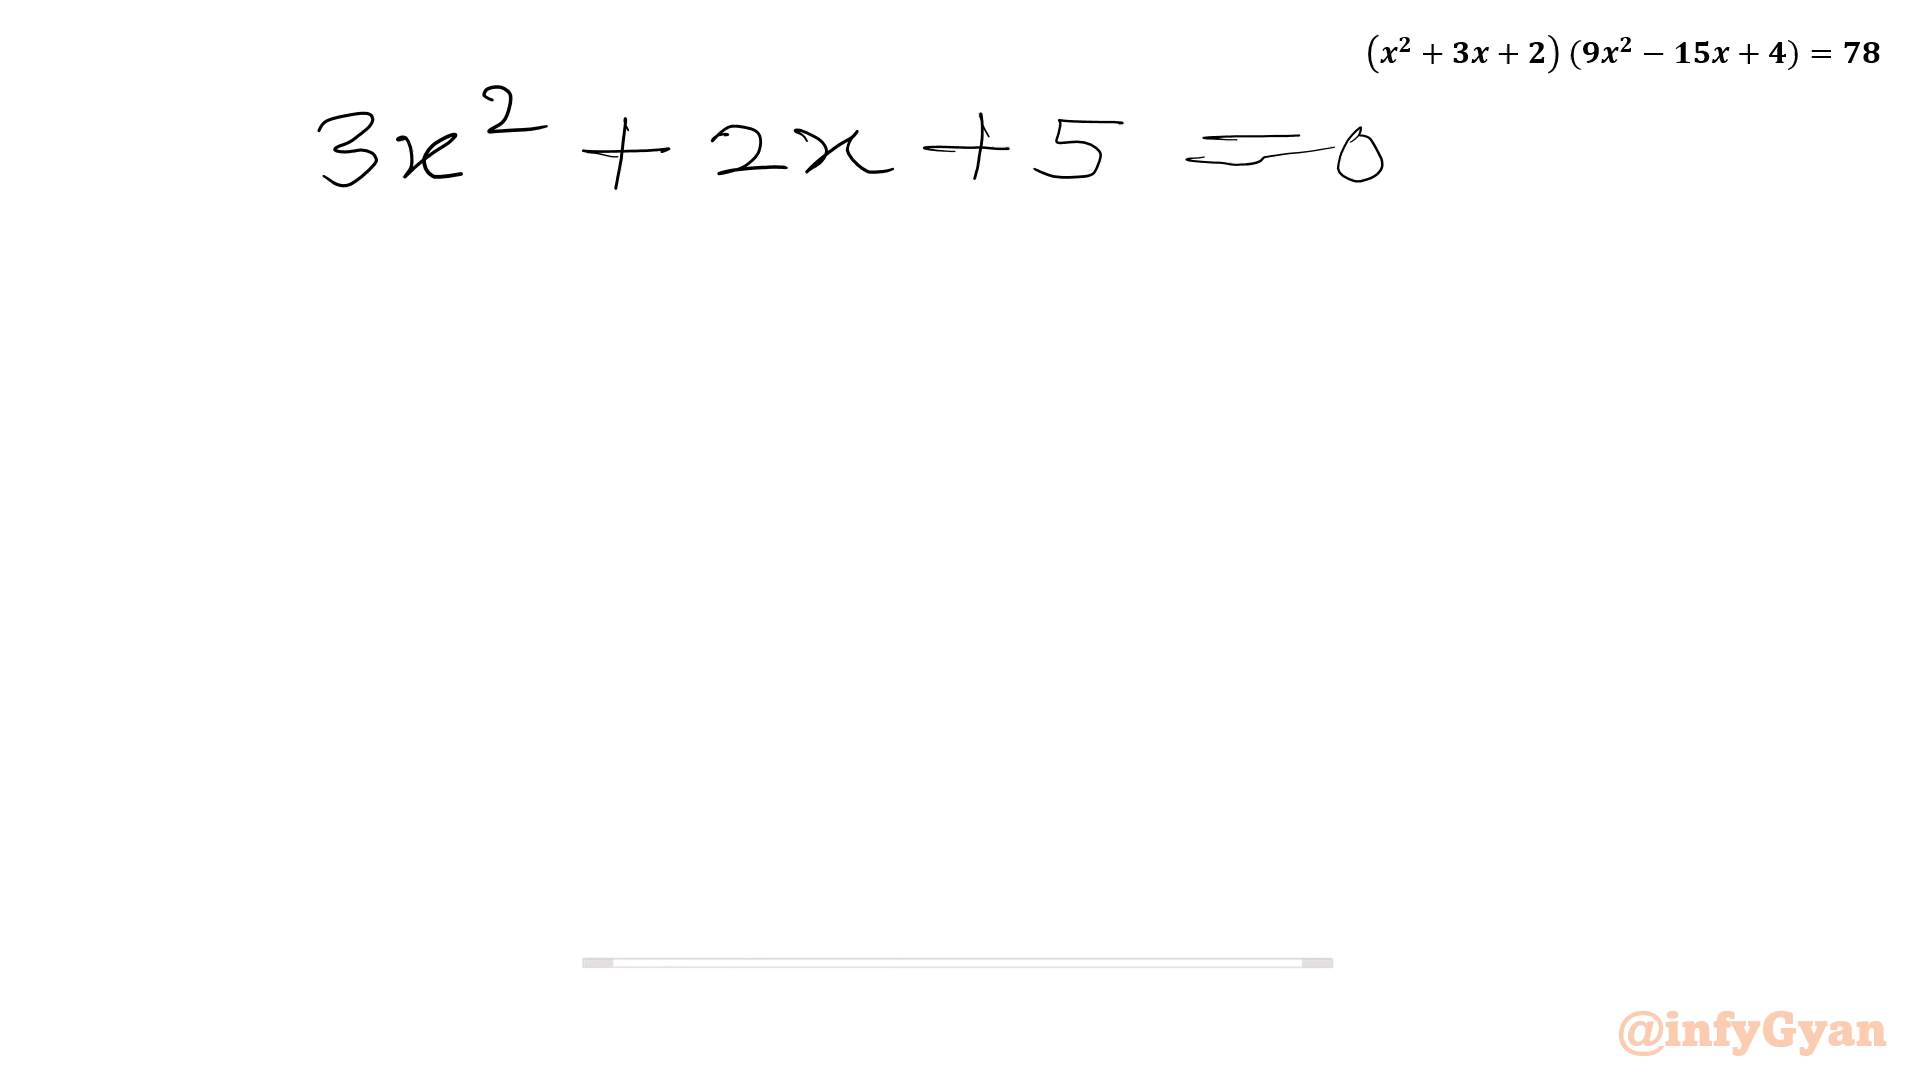 (x² + 3x + 2) (9x² − 15x + 4) = 78
3x² + 2x + 5 = 0
@infyGyan